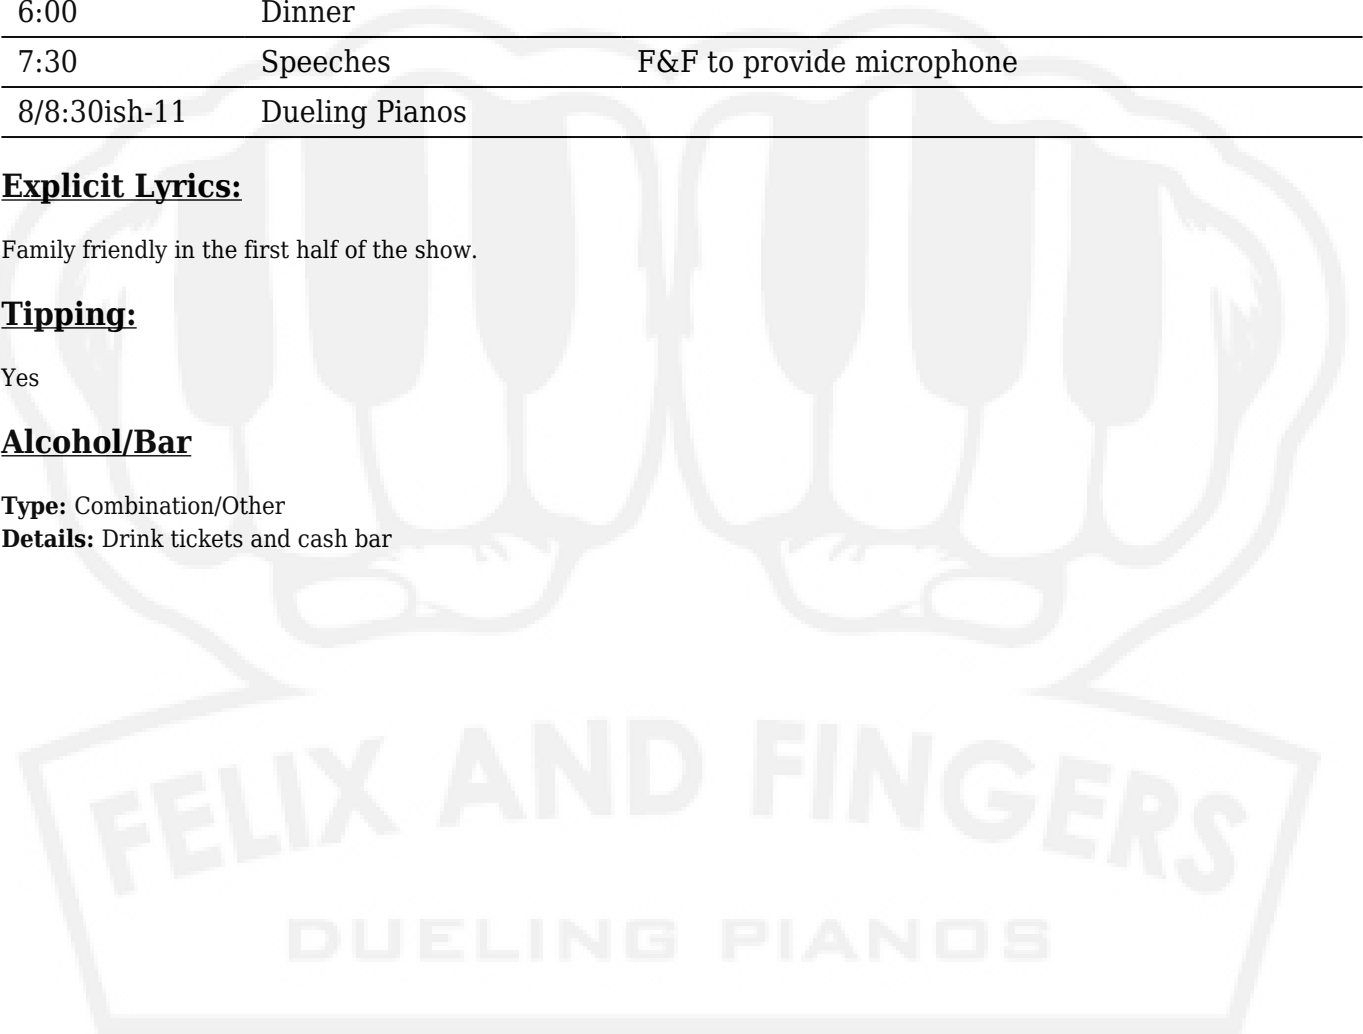 6:00 Dinner
7:30 Speeches F&F to provide microphone
8/8:30ish-11 Dueling Pianos
Explicit Lyrics:
Family friendly in the first half of the show.
Tipping:
Yes
Alcohol/Bar
Type: Combination/Other
Details: Drink tickets and cash bar
FELIX AND FINGERS
DUELING PIANOS